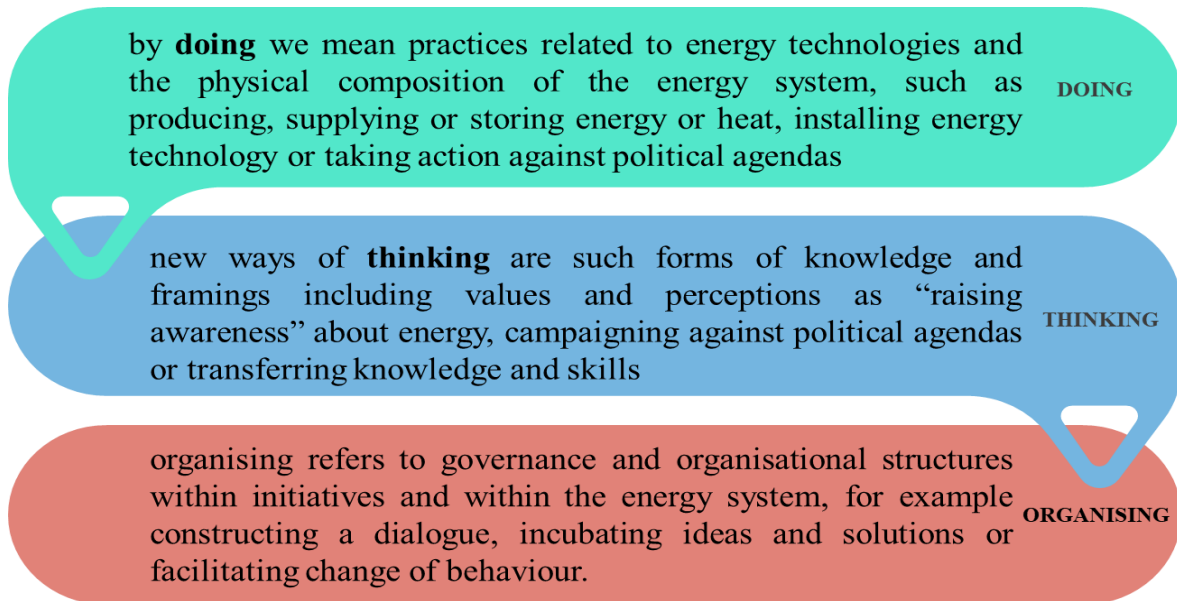 by doing we mean practices related to energy technologies and
the physical composition of the energy system, such as
producing, supplying or storing energy or heat, installing energy
technology or taking action against political agendas
DOING
new ways of thinking are such forms of knowledge and
framings including values and perceptions as “raising
awareness” about energy, campaigning against political agendas
or transferring knowledge and skills
THINKING
organising refers to governance and organisational structures
within initiatives and within the energy system, for example
constructing a dialogue, incubating ideas and solutions or
facilitating change of behaviour.
ORGANISING